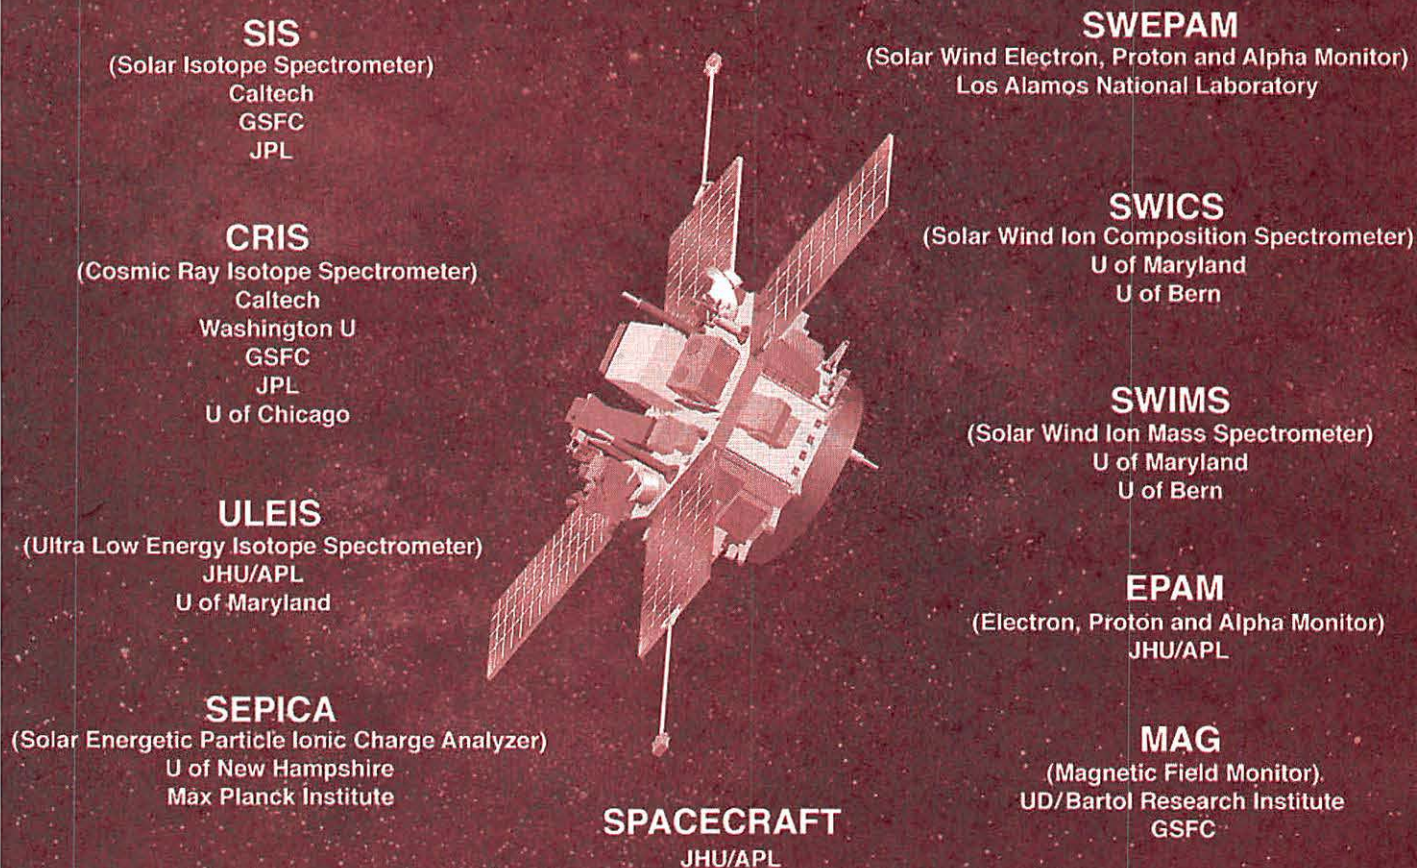 SIS
(Solar Isotope Spectrometer)
Caltech
GSFC
JPL
CRIS
(Cosmic Ray Isotope Spectrometer)
Caltech
Washington U
GSFC
JPL
U of Chicago
ULEIS
(Ultra Low Energy Isotope Spectrometer)
JHU/APL
U of Maryland
SEPICA
(Solar Energetic Particle Ionic Charge Analyzer)
U of New Hampshire
Max Planck Institute
SPACECRAFT
JHU/APL
SWEPAM
(Solar Wind Electron, Proton and Alpha Monitor)
Los Alamos National Laboratory
SWICS
(Solar Wind Ion Composition Spectrometer)
U of Maryland
U of Bern
SWIMS
(Solar Wind Ion Mass Spectrometer)
U of Maryland
U of Bern
EPAM
(Electron, Proton and Alpha Monitor)
JHU/APL
MAG
(Magnetic Field Monitor)
UD/Bartol Research Institute
GSFC